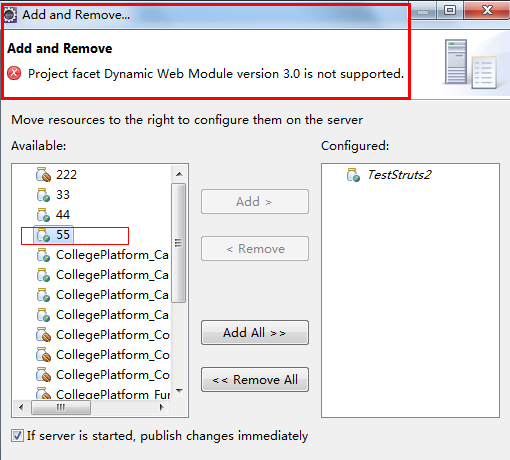 Add and Remove...
Add and Remove
Project facet Dynamic Web Module version 3.0 is not supported.
Move resources to the right to configure them on the server
Available:
Configured:
222
33
44
55
CollegePlatform_Ca
CollegePlatform_Ca
CollegePlatform_Ca
CollegePlatform_Ca
CollegePlatform_Co
CollegePlatform_Co
CollegePlatform_Co
CollegePlatform_Fur
Add >
< Remove
Add All >>
<< Remove All
TestStruts2
If server is started, publish changes immediately